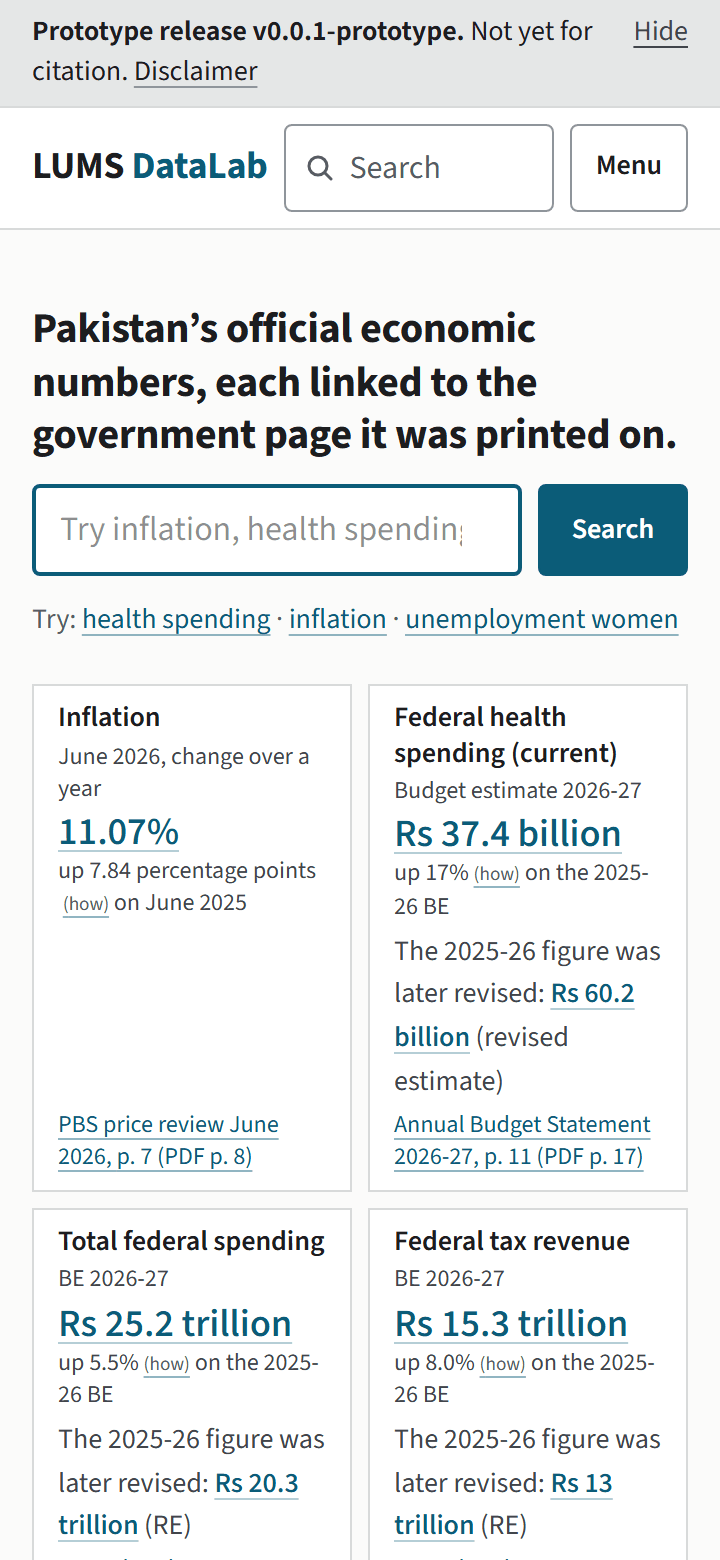 Prototype release v0.0.1-prototype. Not yet for
citation. Disclaimer
Hide
LUMS DataLab
Search
Menu
Pakistan’s official economic
numbers, each linked to the
government page it was printed on.
Try inflation, health spending
Search
Try: health spending · inflation · unemployment women
Inflation
June 2026, change over a
year
11.07%
up 7.84 percentage points
(how) on June 2025
PBS price review June
2026, p. 7 (PDF p. 8)
Federal health
spending (current)
Budget estimate 2026-27
Rs 37.4 billion
up 17% (how) on the 2025-
26 BE
The 2025-26 figure was
later revised: Rs 60.2
billion (revised
estimate)
Annual Budget Statement
2026-27, p. 11 (PDF p. 17)
Total federal spending
BE 2026-27
Rs 25.2 trillion
up 5.5% (how) on the 2025-
26 BE
The 2025-26 figure was
later revised: Rs 20.3
trillion (RE)
Federal tax revenue
BE 2026-27
Rs 15.3 trillion
up 8.0% (how) on the 2025-
26 BE
The 2025-26 figure was
later revised: Rs 13
trillion (RE)